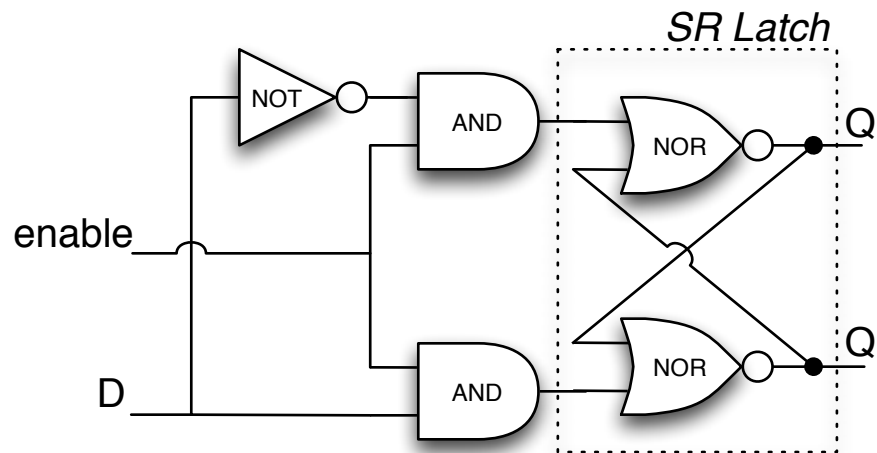 SR Latch
NOT
AND
NOR
Q
enable
D
AND
NOR
Q